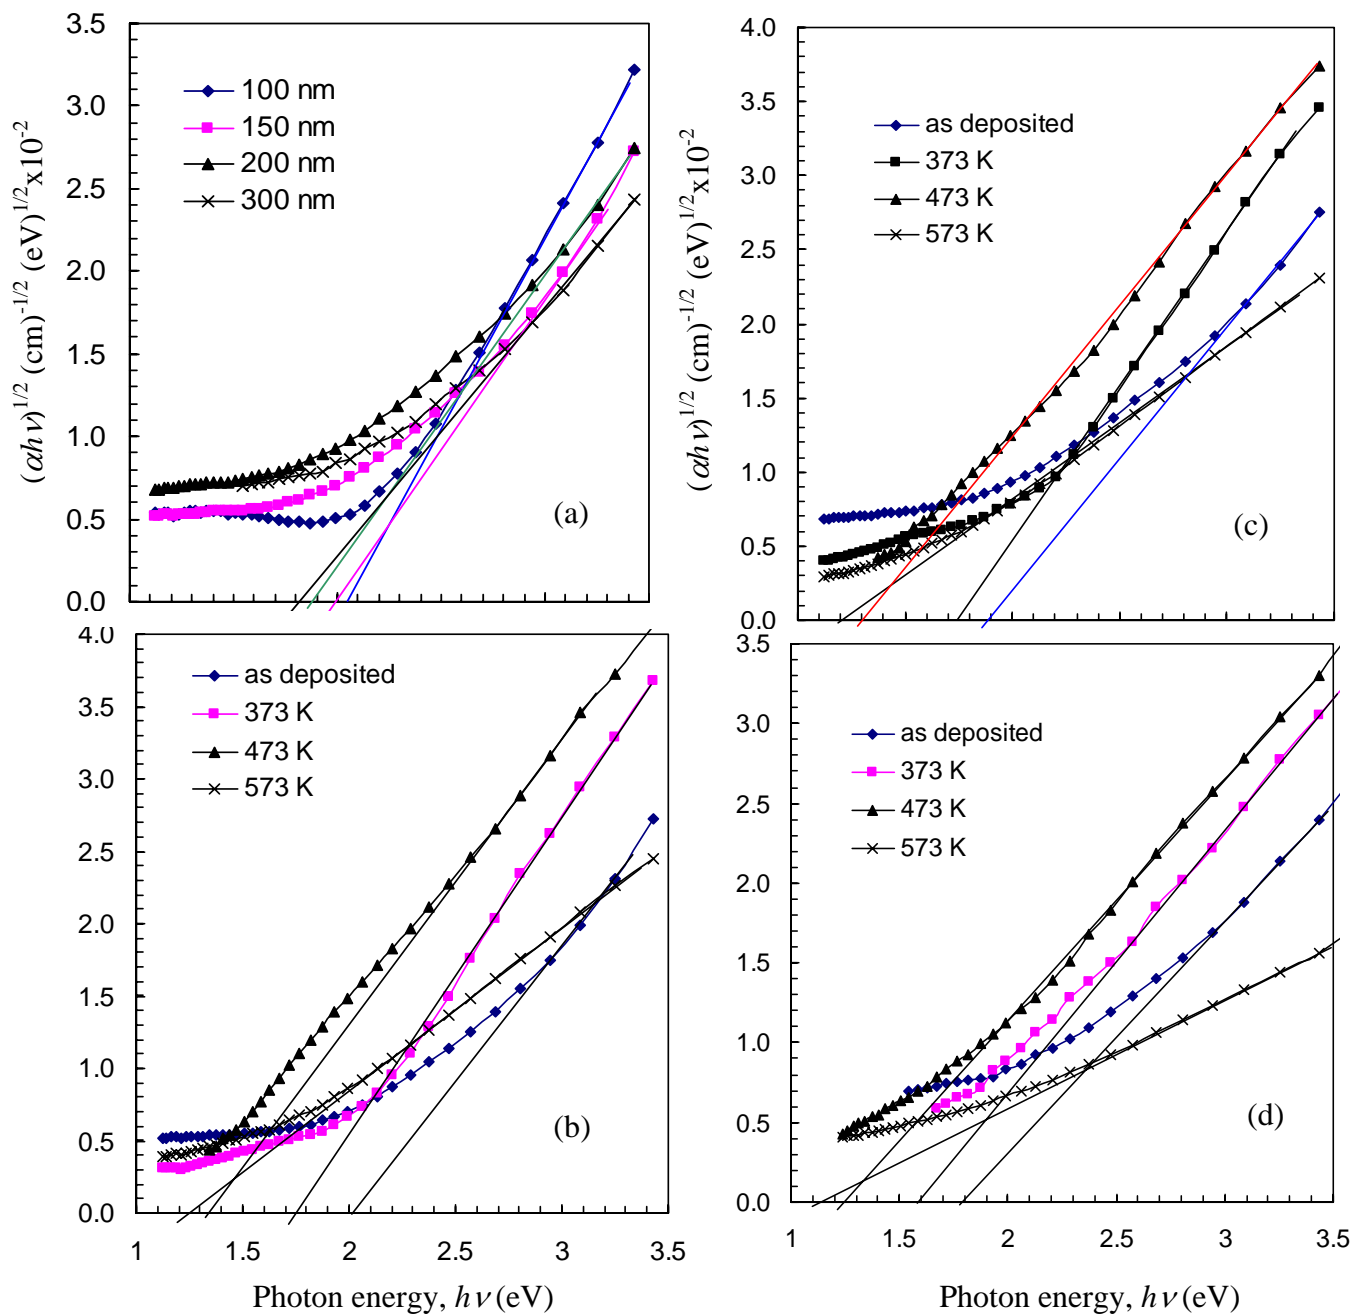 3.5
3.0
2.5
2.0
1.5
1.0
0.5
0.0
(αhν)^1/2 (cm)^-1/2 (eV)^1/2x10^-2
100 nm
150 nm
200 nm
300 nm
(a)
4.0
3.5
3.0
2.5
2.0
1.5
1.0
0.5
0.0
(αhν)^1/2 (cm)^-1/2 (eV)^1/2x10^-2
as deposited
373 K
473 K
573 K
(c)
4.0
3.5
3.0
2.5
2.0
1.5
1.0
0.5
0.0
as deposited
373 K
473 K
573 K
(b)
1 1.5 2 2.5 3 3.5
Photon energy, hν (eV)
3.5
3.0
2.5
2.0
1.5
1.0
0.5
0.0
as deposited
373 K
473 K
573 K
(d)
1 1.5 2 2.5 3 3.5
Photon energy, hν (eV)